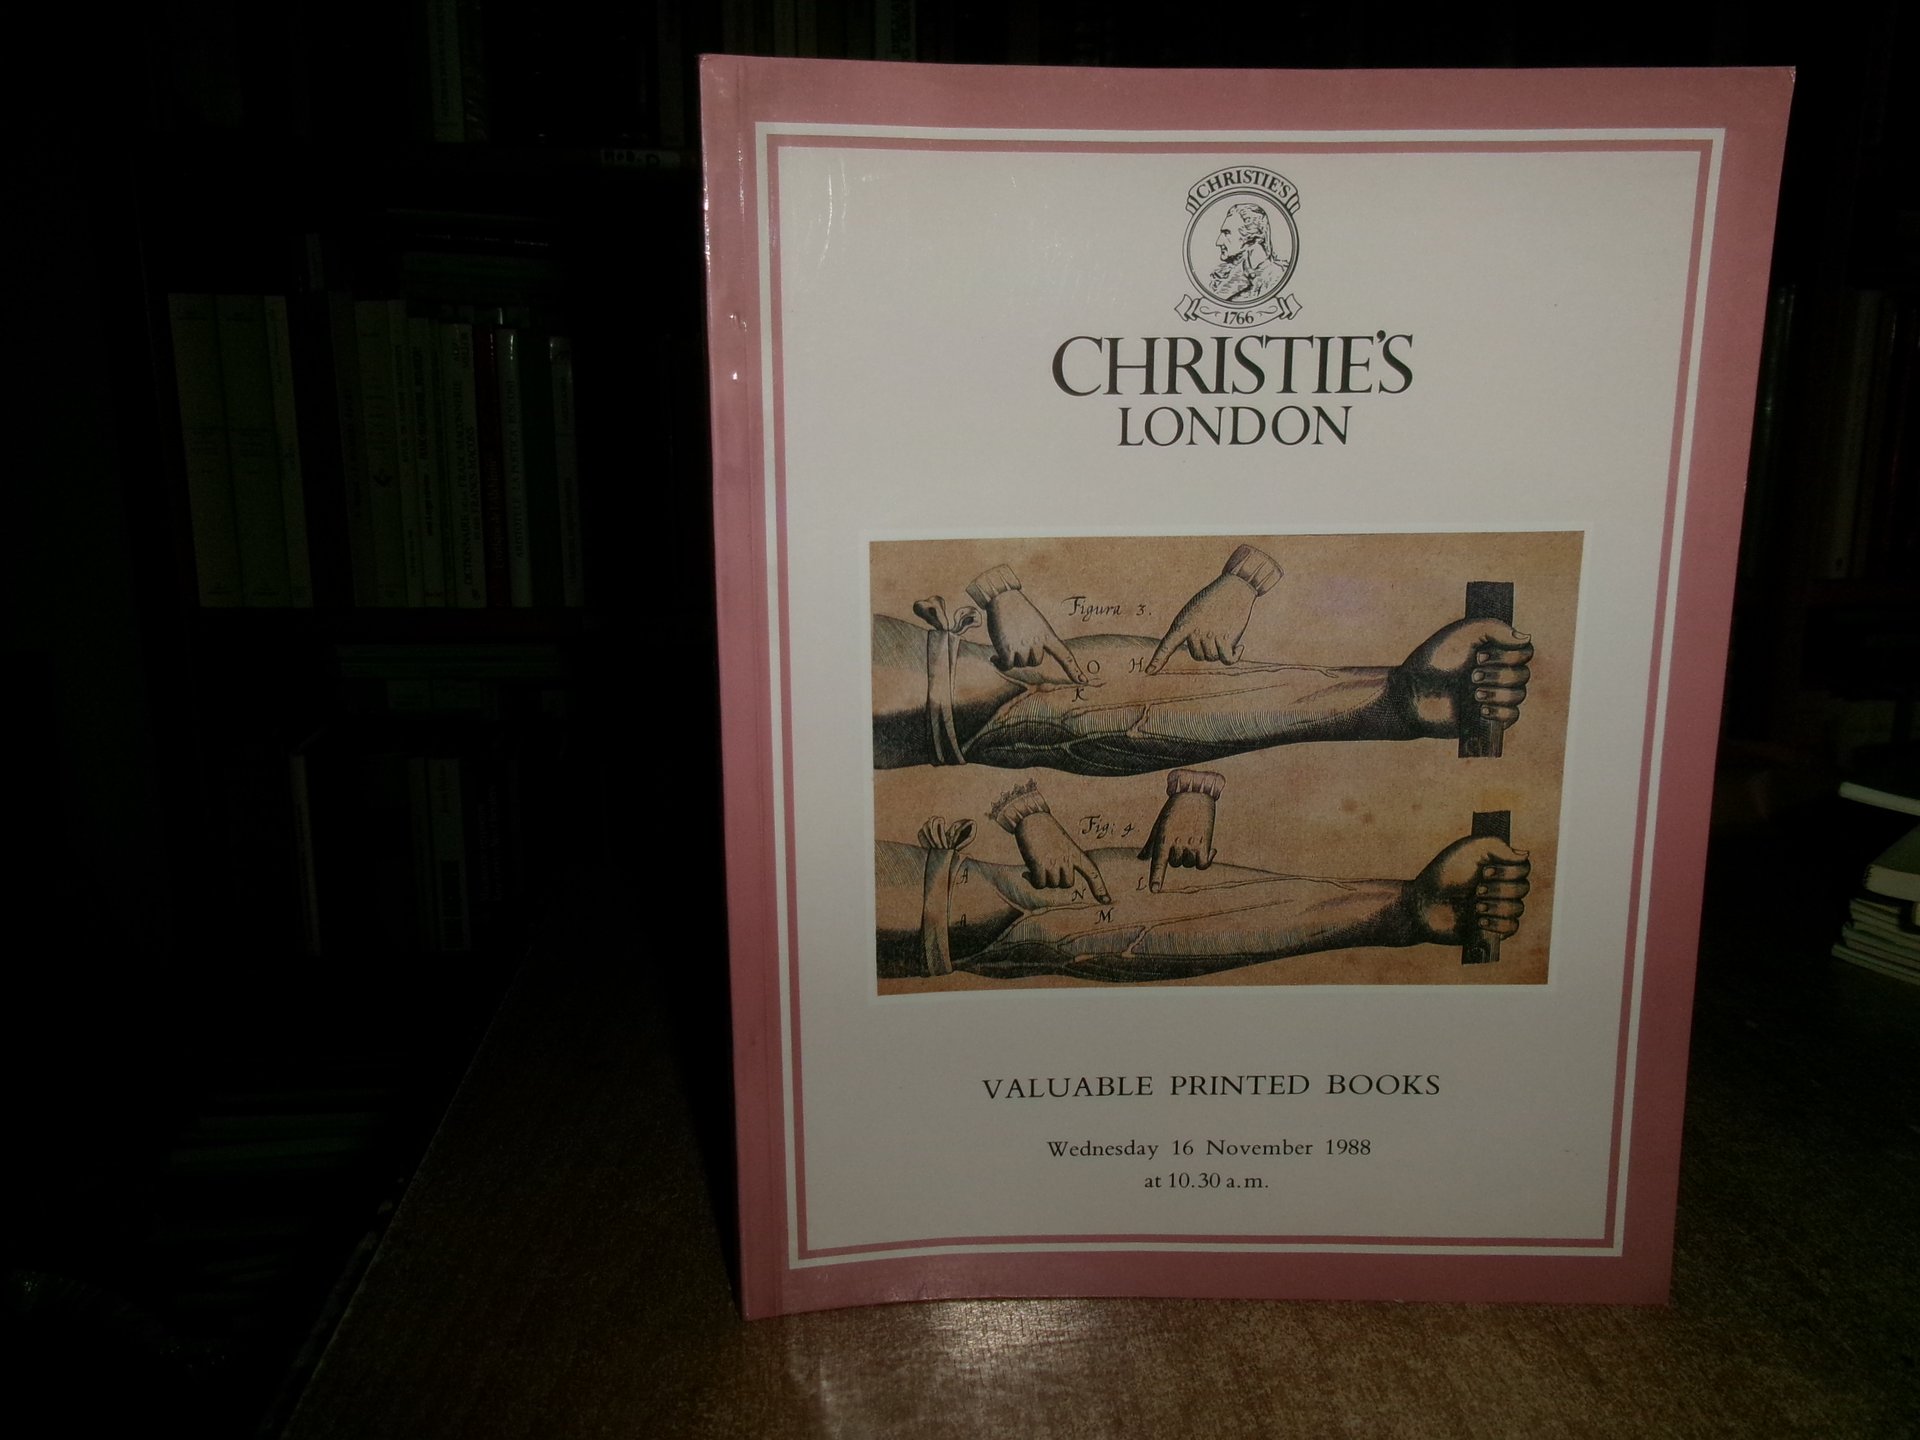 CHRISTIE'S
1766
CHRISTIE'S
LONDON
Figura 3.
O
H
K
Fig: 4
A
N
L
A
M
VALUABLE PRINTED BOOKS
Wednesday 16 November 1988
at 10.30 a.m.